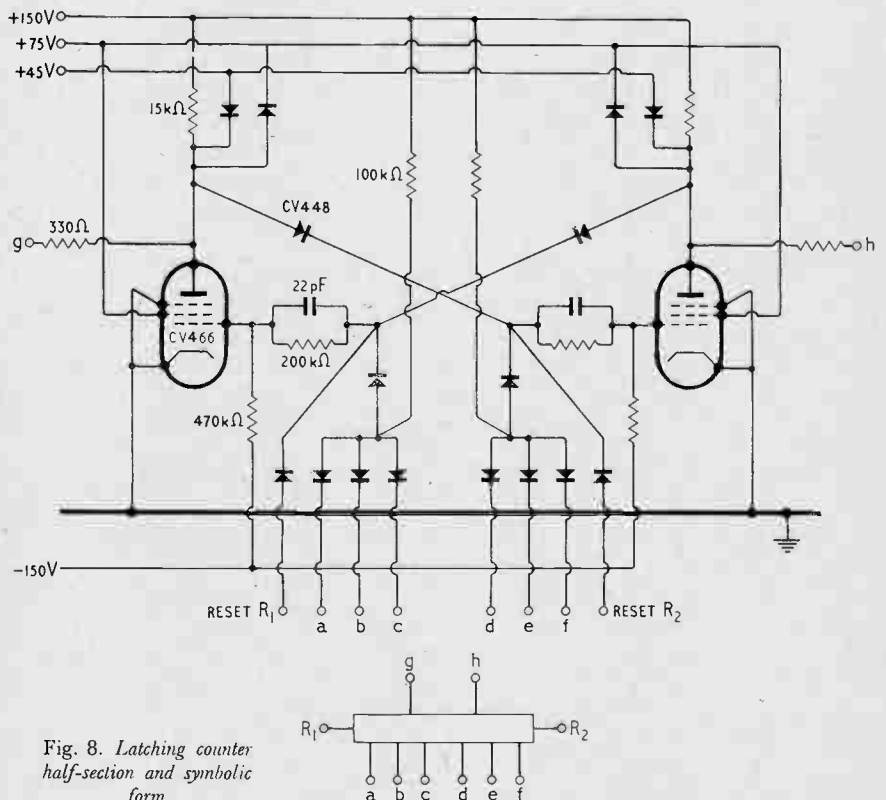 +150V
+75V
+45V
15kΩ
100kΩ
CV448
330Ω
g
h
22pF
CV466
200kΩ
470kΩ
-150V
RESET R₁
a
b
c
d
e
f
RESET R₂
g
h
R₁
R₂
a
b
c
d
e
f
Fig. 8. Latching counter
half-section and symbolic
form